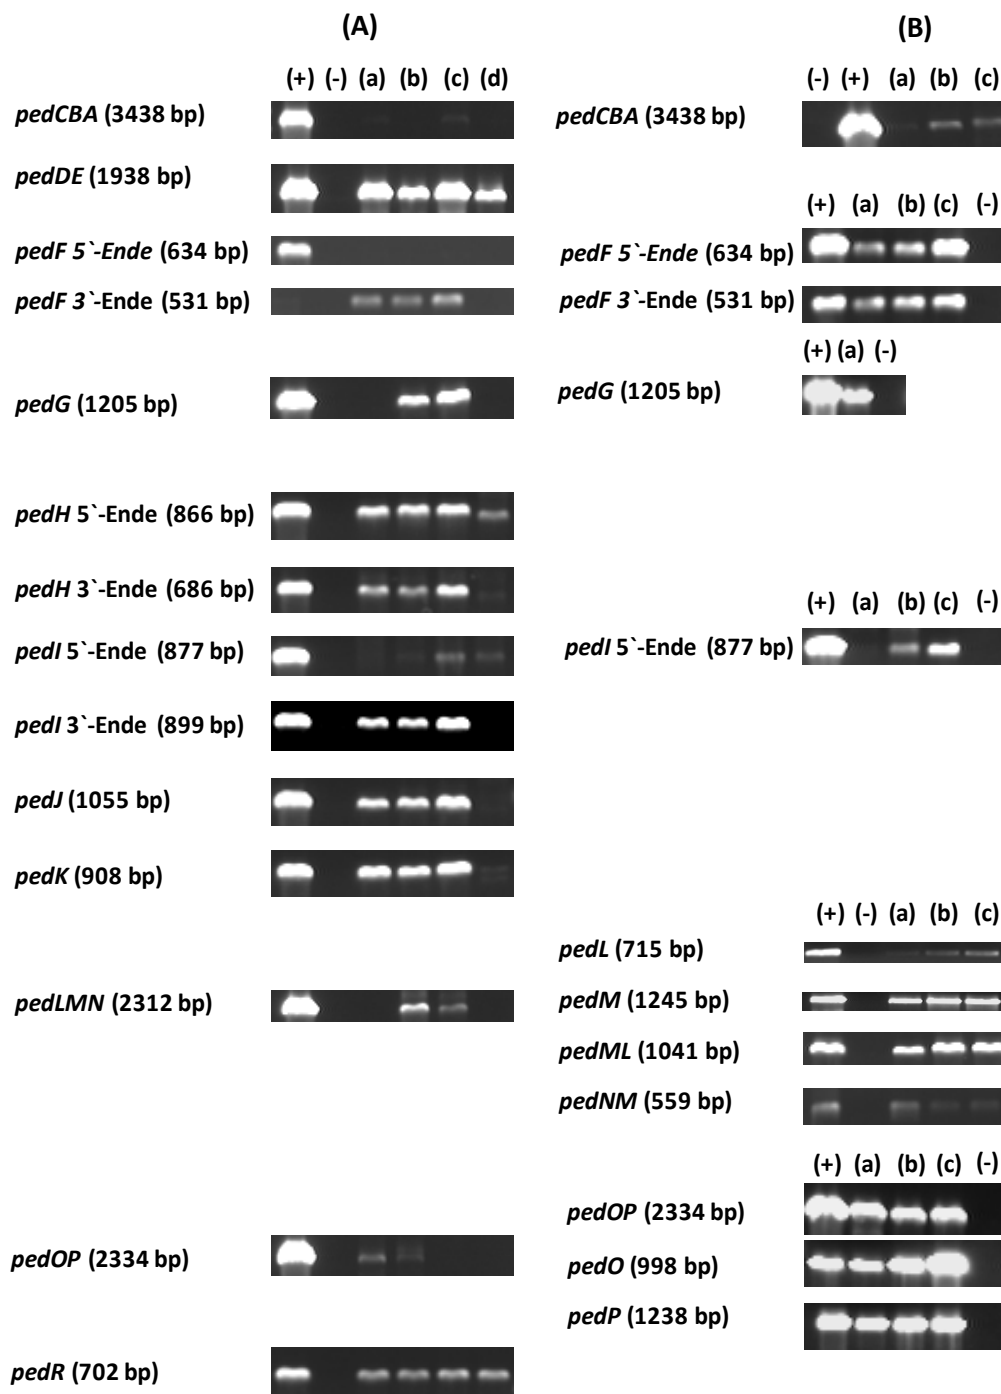 (A)
(+) (-) (a) (b) (c) (d)
pedCBA (3438 bp)
pedDE (1938 bp)
pedF 5`-Ende (634 bp)
pedF 3`-Ende (531 bp)
pedG (1205 bp)
pedH 5`-Ende (866 bp)
pedH 3`-Ende (686 bp)
pedI 5`-Ende (877 bp)
pedI 3`-Ende (899 bp)
pedJ (1055 bp)
pedK (908 bp)
pedLMN (2312 bp)
pedOP (2334 bp)
pedR (702 bp)
(B)
(-) (+) (a) (b) (c)
pedCBA (3438 bp)
(+) (a) (b) (c) (-)
pedF 5`-Ende (634 bp)
pedF 3`-Ende (531 bp)
(+) (a) (-)
pedG (1205 bp)
(+) (a) (b) (c) (-)
pedI 5`-Ende (877 bp)
(+) (-) (a) (b) (c)
pedL (715 bp)
pedM (1245 bp)
pedML (1041 bp)
pedNM (559 bp)
(+) (a) (b) (c) (-)
pedOP (2334 bp)
pedO (998 bp)
pedP (1238 bp)